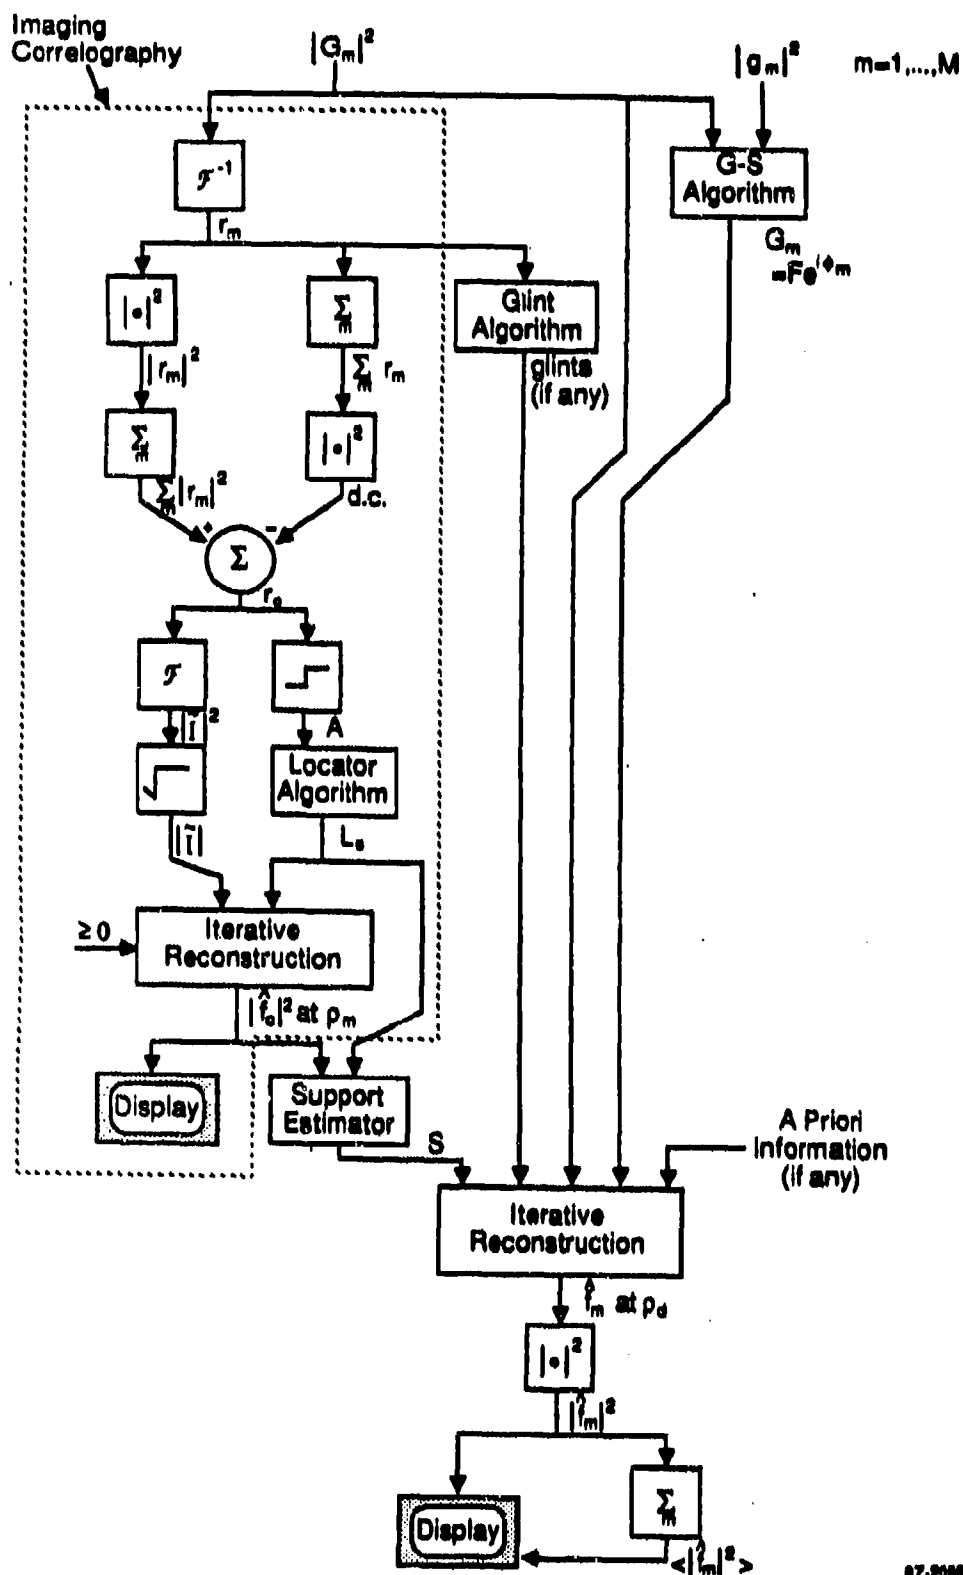 Imaging
Correlography
|G_m|²
|g_m|²
m=1,...,M
ℱ⁻¹
G-S
Algorithm
r_m
G_m
=Fe^{iφ_m}
|•|²
Σ_m
Glint
Algorithm
|r_m|²
Σ_m r_m
glints
(if any)
Σ_m
|•|²
Σ_m |r_m|²
d.c.
+
−
Σ
ℱ
|Ĩ|²
A
Locator
Algorithm
|Ĩ|
L_s
≥0
Iterative
Reconstruction
|f̂_c|² at ρ_m
Display
Support
Estimator
S
A Priori
Information
(if any)
Iterative
Reconstruction
f̂_m at ρ_d
|•|²
|f̂_m|²
Σ_m
Display
<|f̂_m|²>